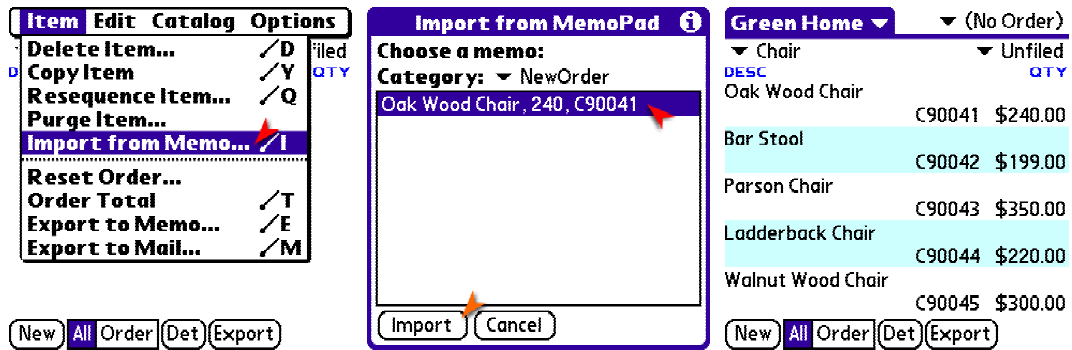 Item Edit Catalog Options
Delete Item... /D
Copy Item /Y
Resequence Item... /Q
Purge Item...
Import from Memo... /I
Reset Order...
Order Total /T
Export to Memo... /E
Export to Mail... /M
filed
D QTY
New All Order Det Export
Import from MemoPad i
Choose a memo:
Category: NewOrder
Oak Wood Chair, 240, C90041
Import Cancel
Green Home (No Order)
Chair Unfiled
DESC QTY
Oak Wood Chair
C90041 $240.00
Bar Stool
C90042 $199.00
Parson Chair
C90043 $350.00
Ladderback Chair
C90044 $220.00
Walnut Wood Chair
C90045 $300.00
New All Order Det Export